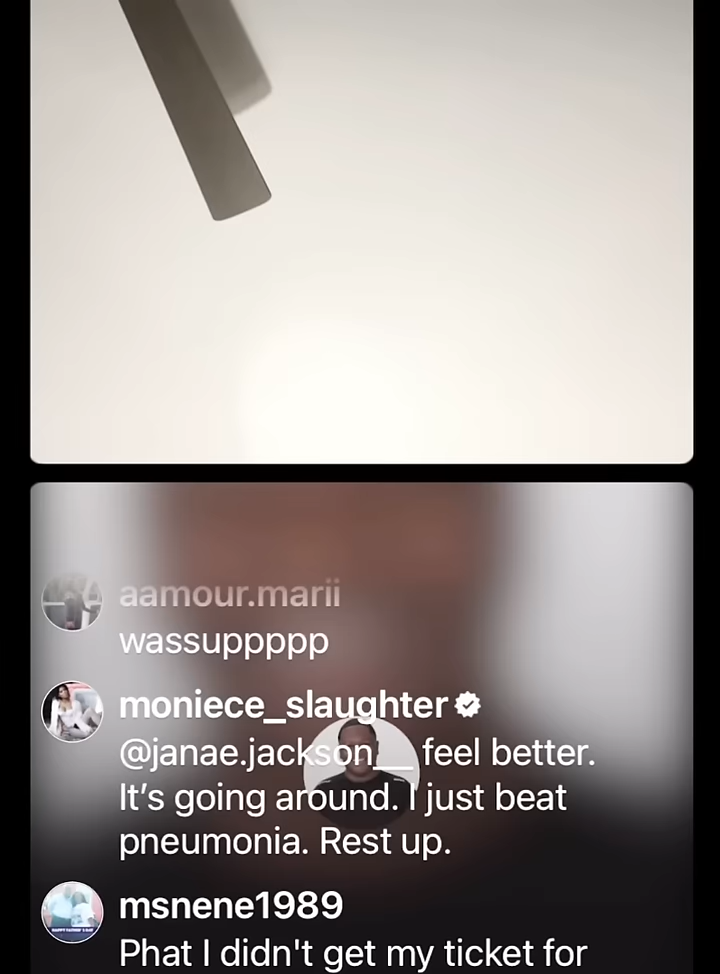 aamour.marii
wassuppppp
moniece_slaughter
@janae.jackson__ feel better.
It’s going around. I just beat
pneumonia. Rest up.
msnene1989
Phat I didn't get my ticket for